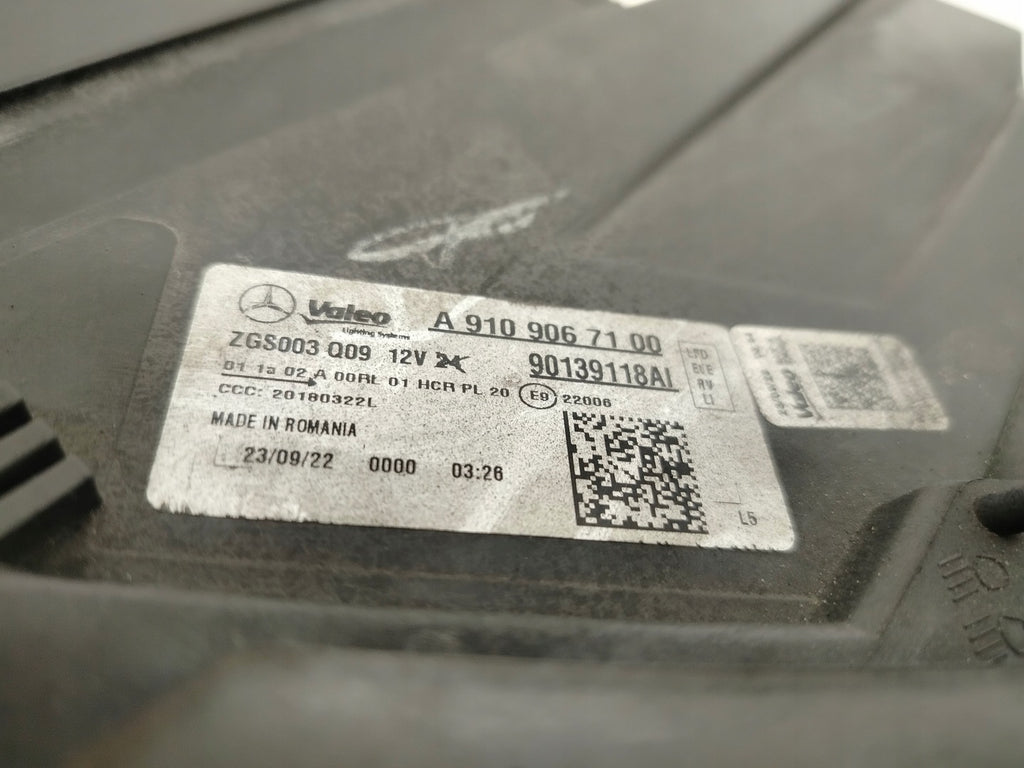 Valeo
Lighting Systems
A 910 906 71 00
ZGS003 Q09 12V
90139118AI
01 1a 02 A 00RL 01 HCR PL 20 E9 22006
CCC: 20180322L
MADE IN ROMANIA
23/09/22 0000 03:26
L5
Valeo